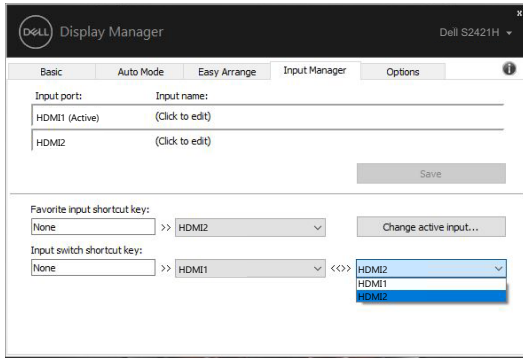 DELL Display Manager
Dell S2421H
Basic Auto Mode Easy Arrange Input Manager Options
Input port: Input name:
HDMI1 (Active) (Click to edit)
HDMI2 (Click to edit)
Save
Favorite input shortcut key:
None >> HDMI2 Change active input...
Input switch shortcut key:
None >> HDMI1 <<>> HDMI2
HDMI1
HDMI2